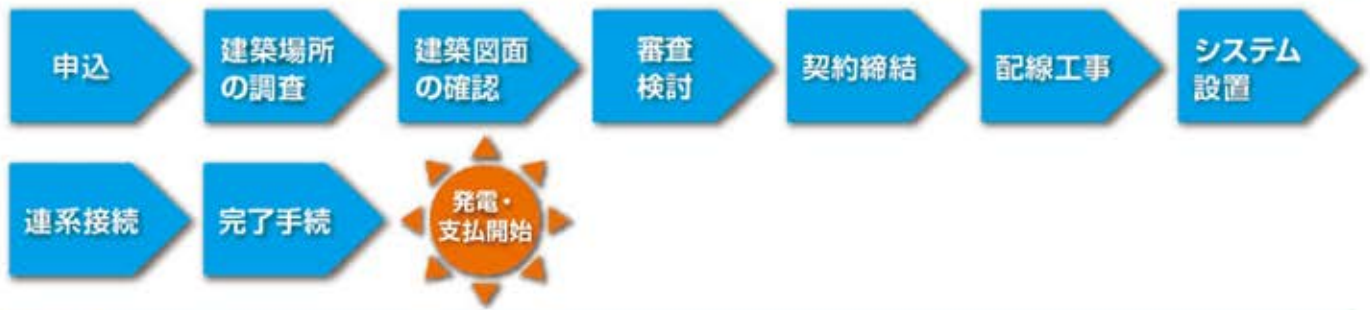 申込
建築場所
の調査
建築図面
の確認
審査
検討
契約締結
配線工事
システム
設置
連系接続
完了手続
発電・
支払開始